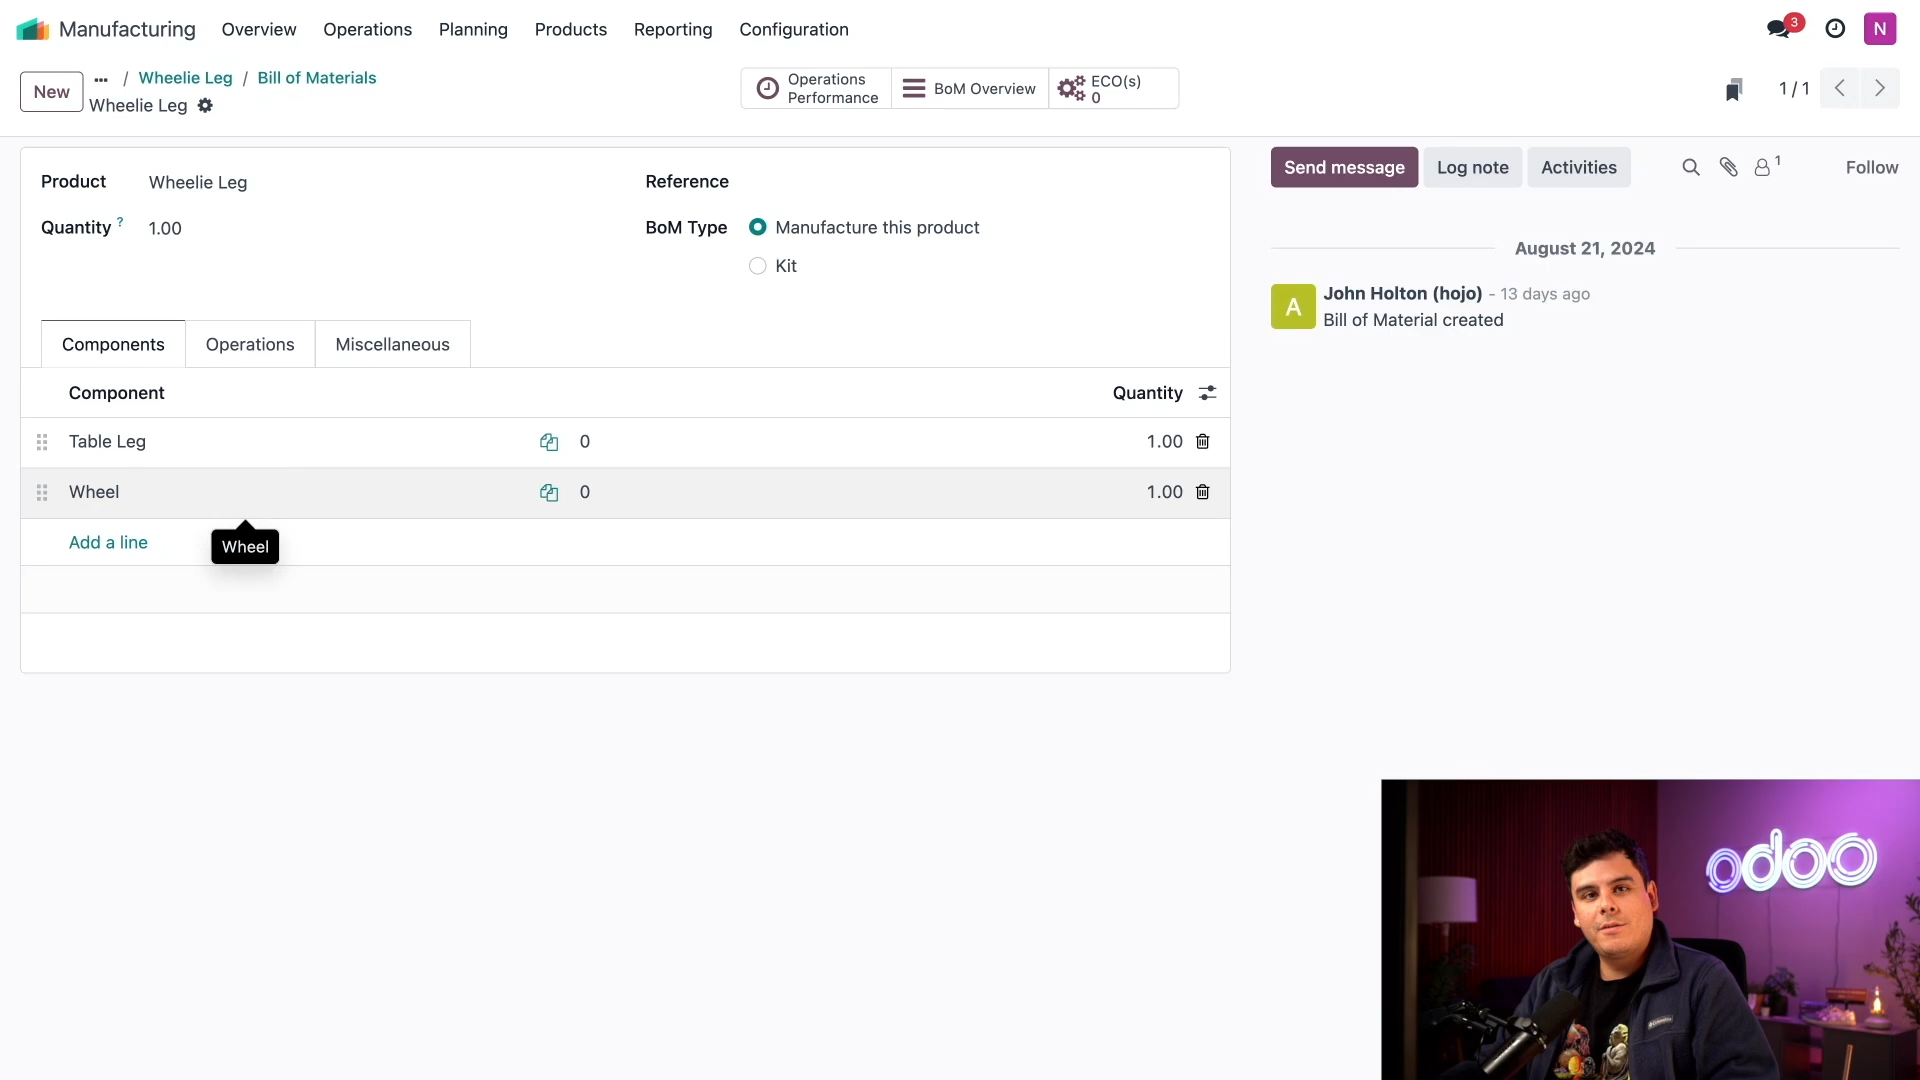 Manufacturing Overview Operations Planning Products Reporting Configuration 3 N
New ... / Wheelie Leg / Bill of Materials
Wheelie Leg
Operations Performance
BoM Overview
ECO(s) 0
1 / 1
Product Wheelie Leg
Quantity ? 1.00
Reference
BoM Type Manufacture this product
Kit
Components Operations Miscellaneous
Component Quantity
Table Leg 0 1.00
Wheel 0 1.00
Add a line
Wheel
Send message Log note Activities 1 Follow
August 21, 2024
A John Holton (hojo) - 13 days ago
Bill of Material created
odoo
Columbia